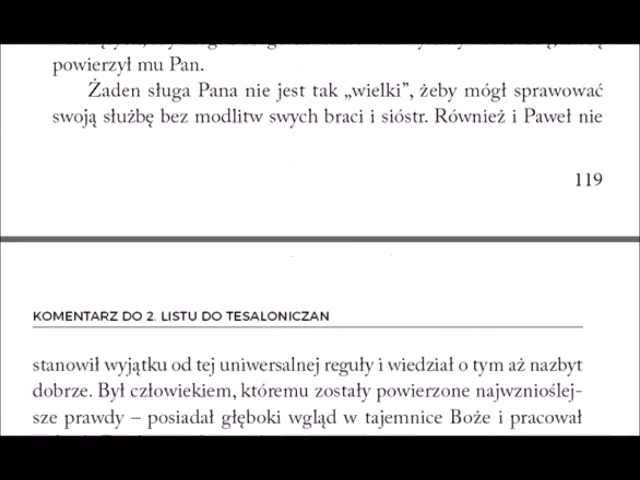 powierzył mu Pan.
Żaden sługa Pana nie jest tak „wielki”, żeby mógł sprawować
swoją służbę bez modlitw swych braci i sióstr. Również i Paweł nie
119
KOMENTARZ DO 2. LISTU DO TESALONICZAN
stanowił wyjątku od tej uniwersalnej reguły i wiedział o tym aż nazbyt
dobrze. Był człowiekiem, któremu zostały powierzone najwznioślej-
sze prawdy – posiadał głęboki wgląd w tajemnice Boże i pracował